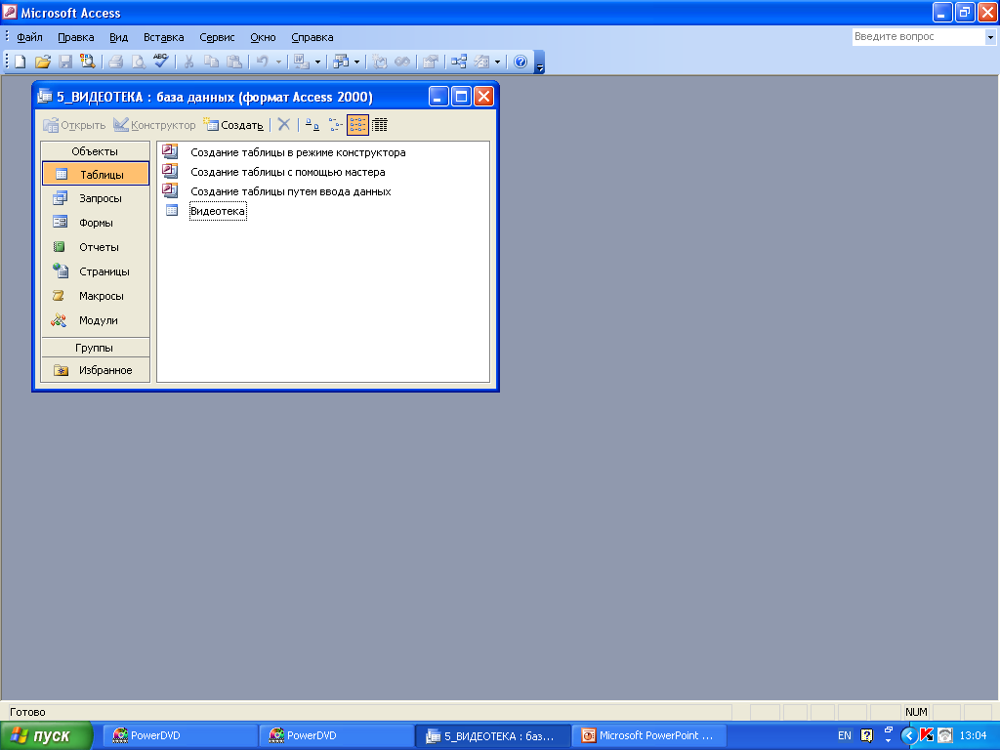 Microsoft Access
Файл Правка Вид Вставка Сервис Окно Справка
Введите вопрос
5_ВИДЕОТЕКА : база данных (формат Access 2000)
Открыть Конструктор Создать
Объекты
Таблицы
Запросы
Формы
Отчеты
Страницы
Макросы
Модули
Группы
Избранное
Создание таблицы в режиме конструктора
Создание таблицы с помощью мастера
Создание таблицы путем ввода данных
Видеотека
Готово
NUM
пуск
PowerDVD
PowerDVD
5_ВИДЕОТЕКА : баз...
Microsoft PowerPoint ...
EN
13:04